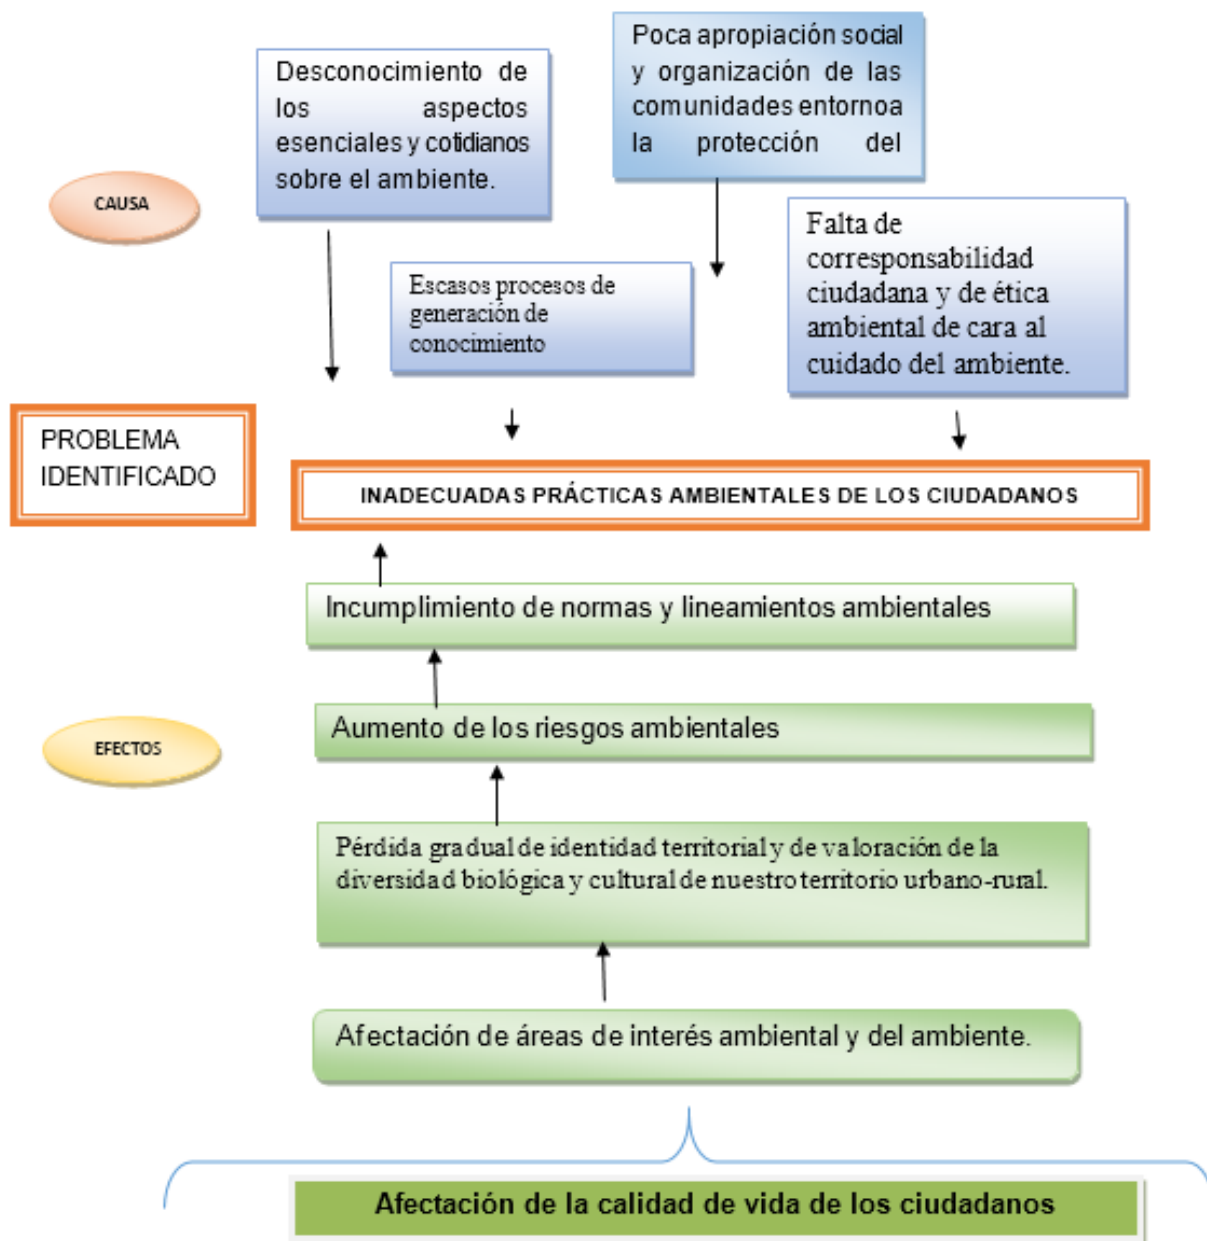 Desconocimiento de
los aspectos
esenciales y cotidianos
sobre el ambiente.
Poca apropiación social
y organización de las
comunidades entornoa
la protección del
CAUSA
Escasos procesos de
generación de
conocimiento
Falta de
corresponsabilidad
ciudadana y de ética
ambiental de cara al
cuidado del ambiente.
PROBLEMA
IDENTIFICADO
INADECUADAS PRÁCTICAS AMBIENTALES DE LOS CIUDADANOS
Incumplimiento de normas y lineamientos ambientales
Aumento de los riesgos ambientales
EFECTOS
Pérdida gradual de identidad territorial y de valoración de la
diversidad biológica y cultural de nuestro territorio urbano-rural.
Afectación de áreas de interés ambiental y del ambiente.
Afectación de la calidad de vida de los ciudadanos